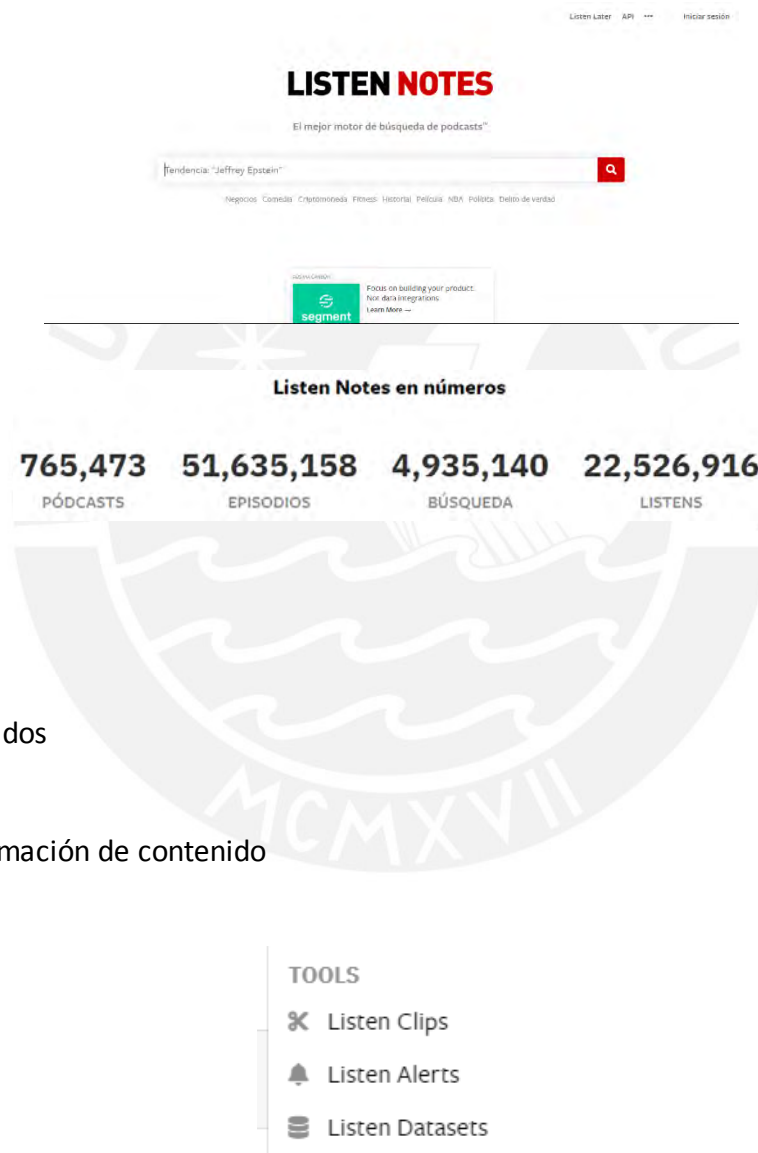 Listen Later API ··· Iniciar sesión
LISTEN NOTES
El mejor motor de búsqueda de podcasts™
Tendencia: "Jeffrey Epstein"
Negocios Comedia Criptomoneda Fitness Historial Película NBA Política Delito de verdad
Focus on building your product.
Not data integrations.
Learn More →
segment
Listen Notes en números
765,473 51,635,158 4,935,140 22,526,916
PÓDCASTS EPISODIOS BÚSQUEDA LISTENS
dos
mación de contenido
MCMXVII
TOOLS
Listen Clips
Listen Alerts
Listen Datasets